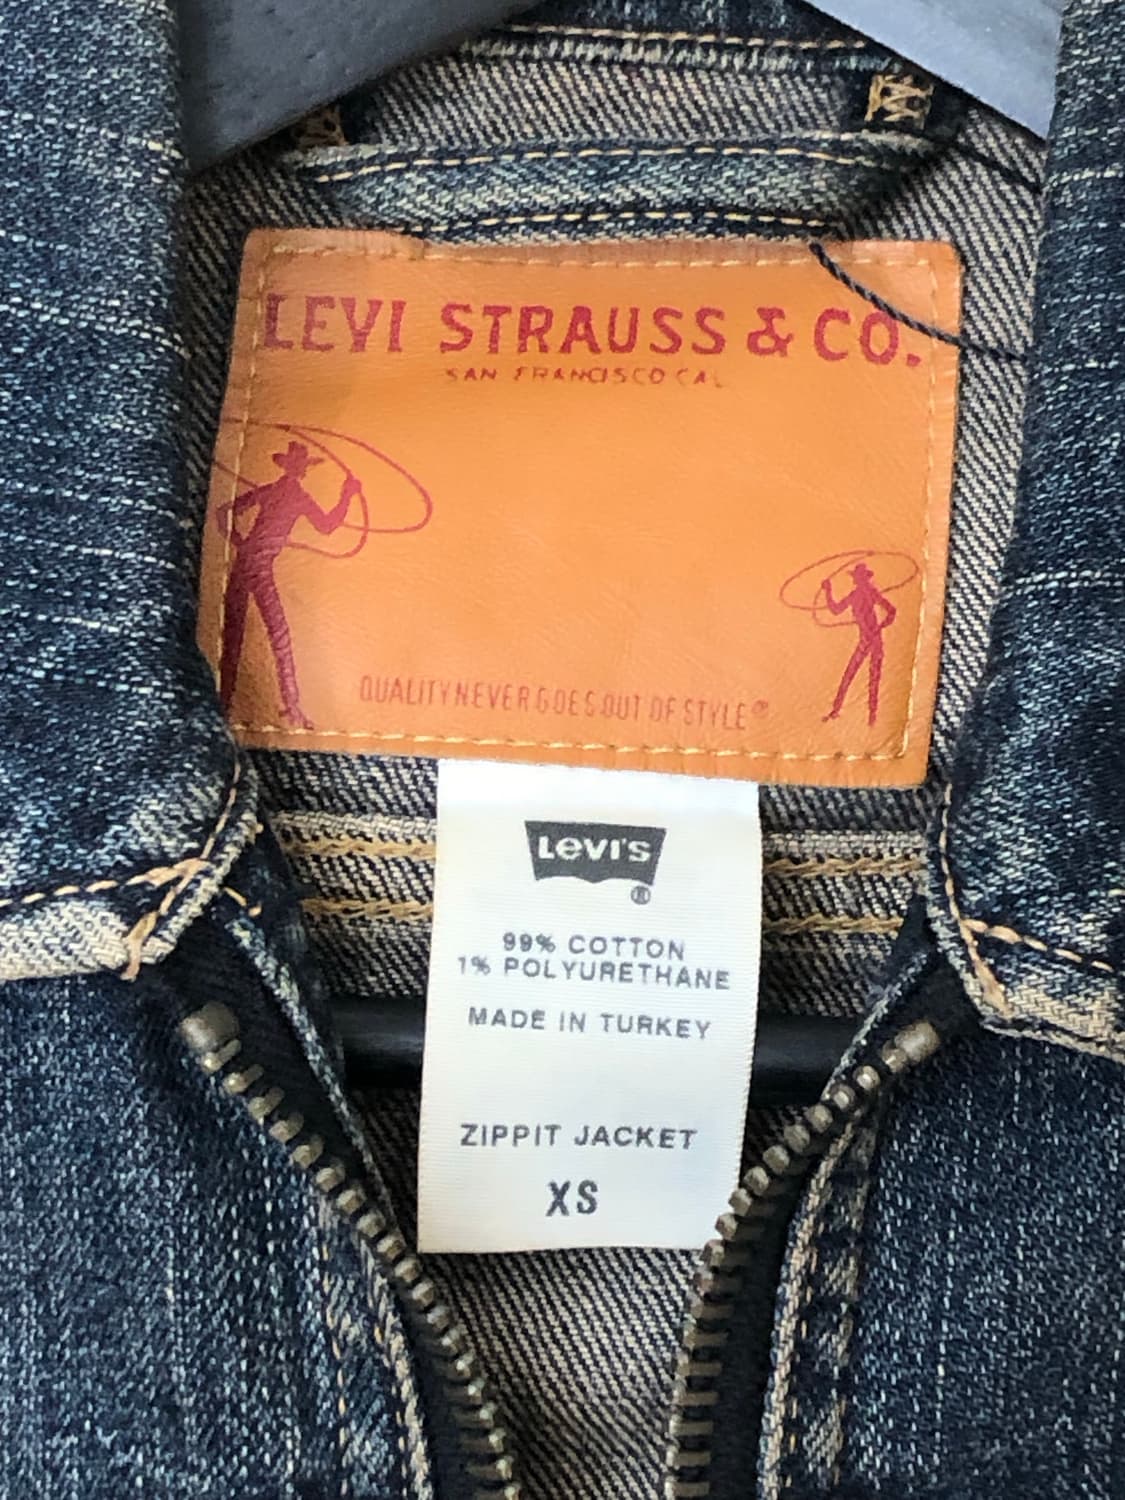 LEVI STRAUSS & CO.
SAN FRANCISCO CAL
QUALITY NEVER GOES OUT OF STYLE®
Levi's
®
99% COTTON
1% POLYURETHANE
MADE IN TURKEY
ZIPPIT JACKET
XS